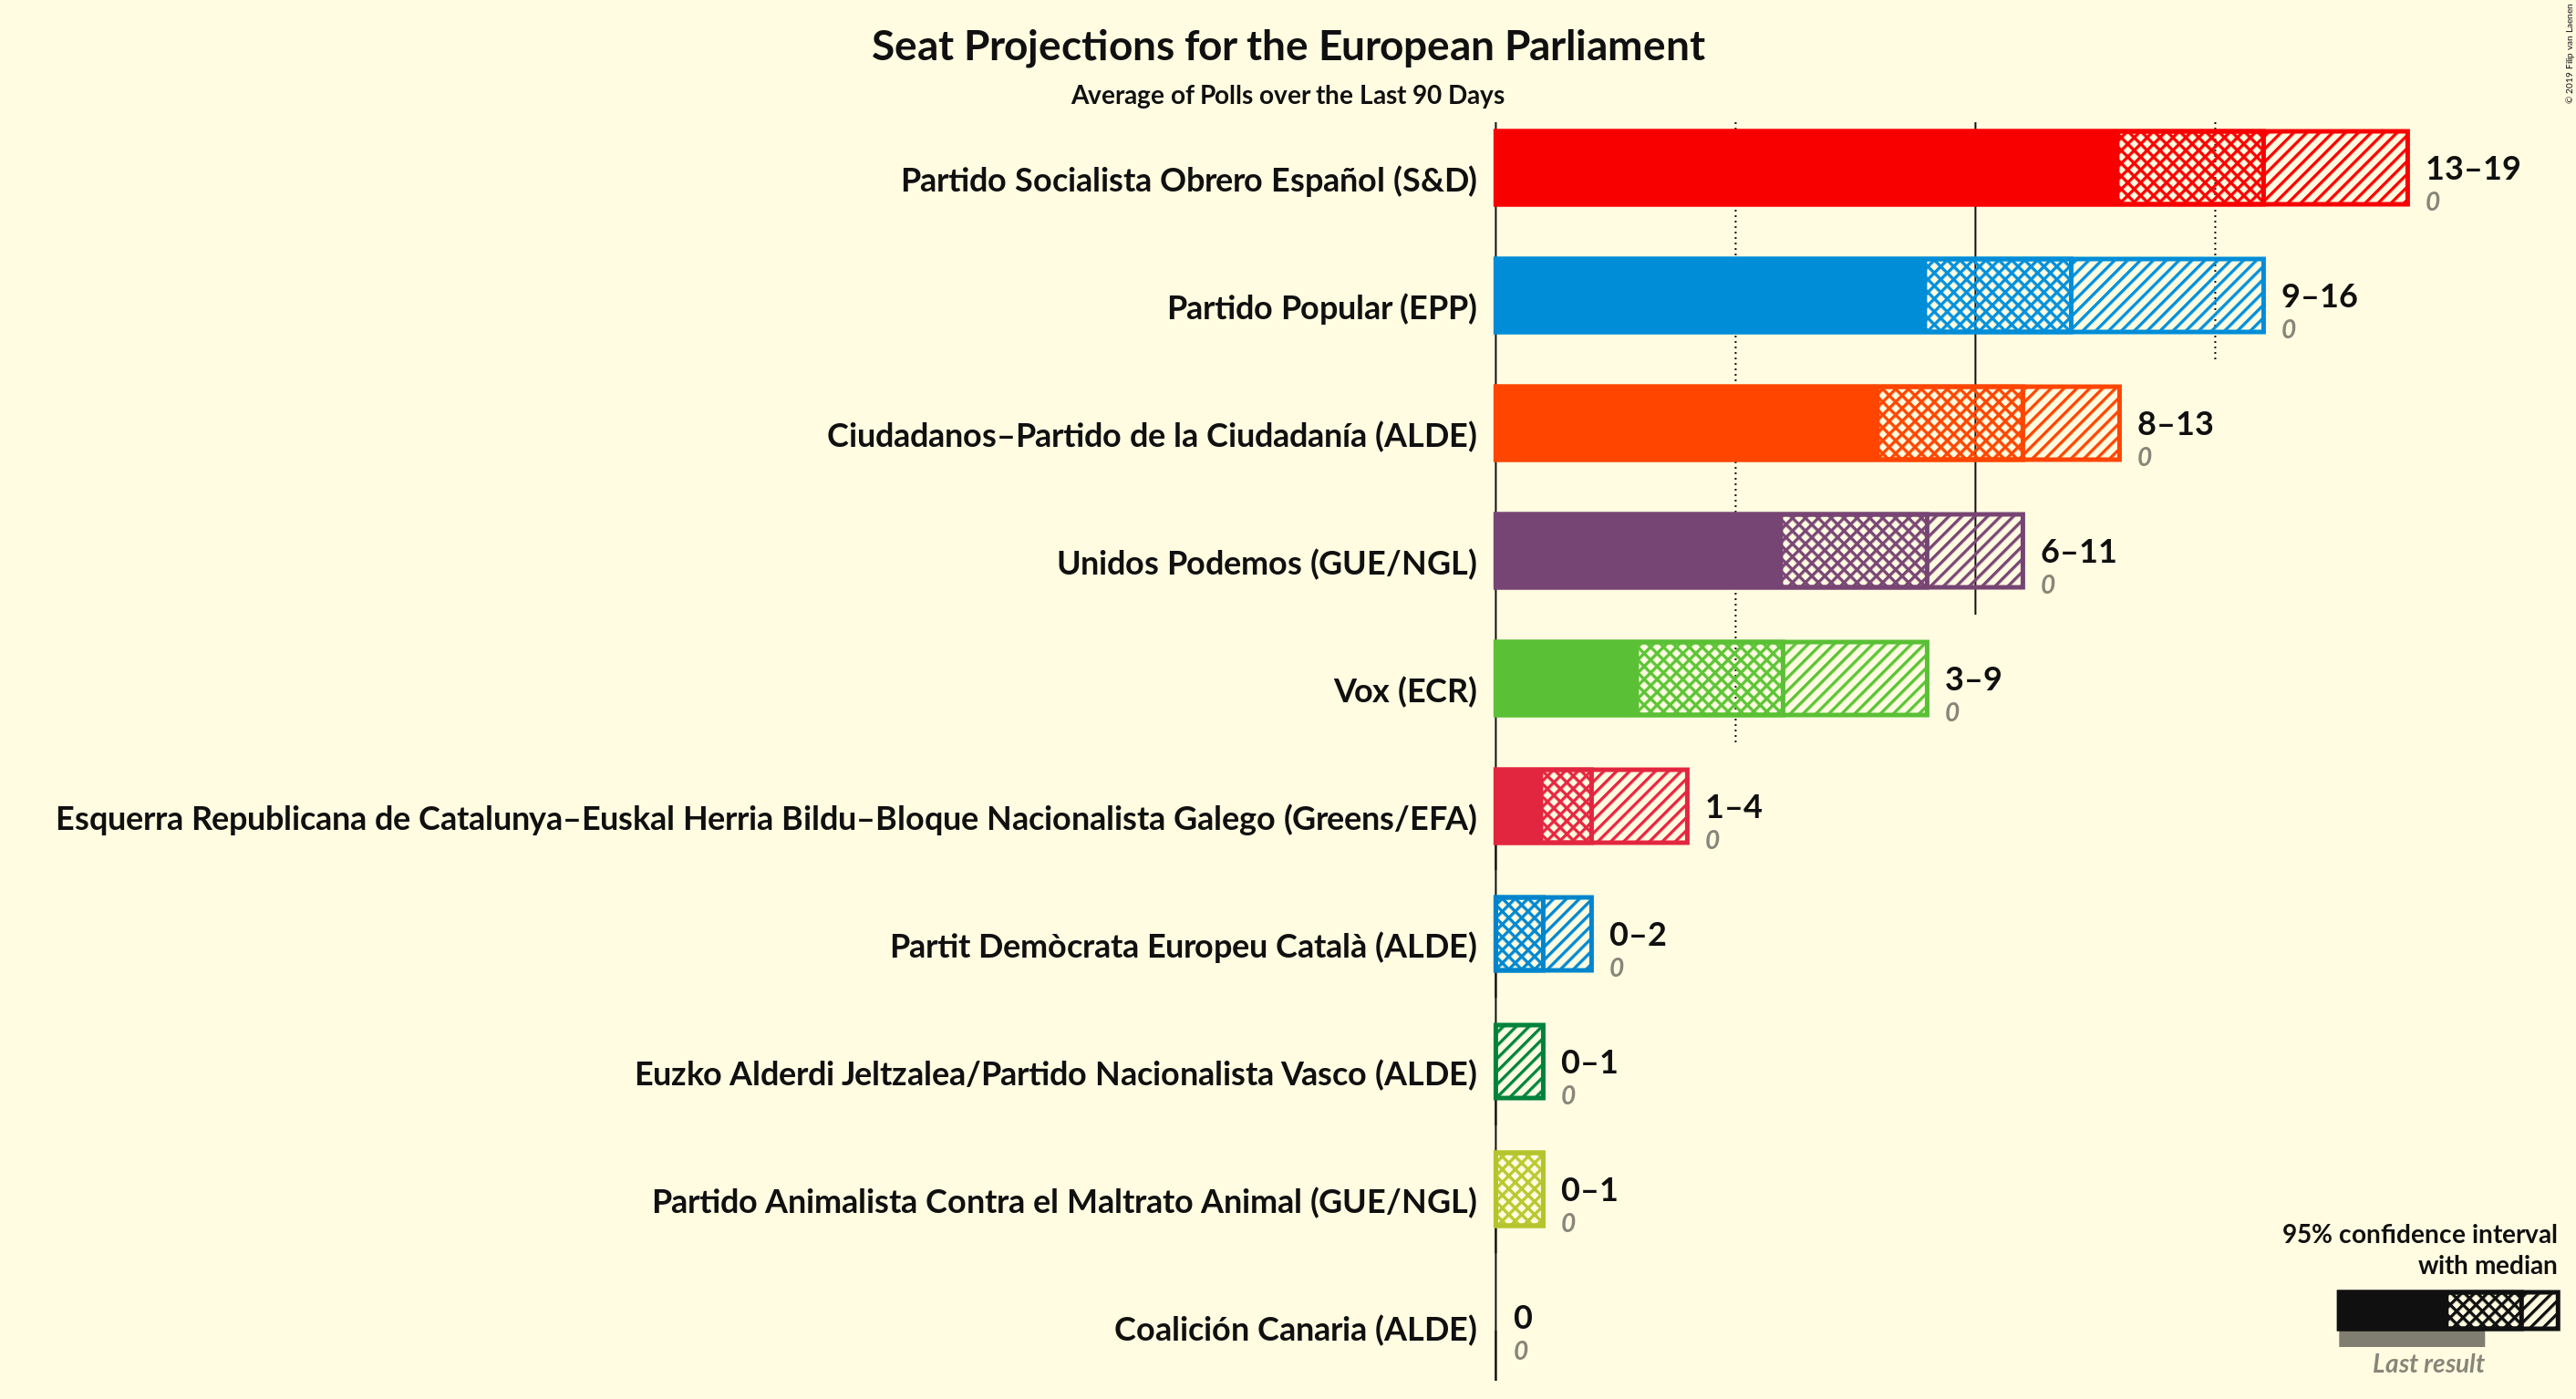 Seat Projections for the European Parliament
Average of Polls over the Last 90 Days
© 2019 Filip van Laenen
Partido Socialista Obrero Español (S&D)
13–19
0
Partido Popular (EPP)
9–16
0
Ciudadanos–Partido de la Ciudadanía (ALDE)
8–13
0
Unidos Podemos (GUE/NGL)
6–11
0
Vox (ECR)
3–9
0
Esquerra Republicana de Catalunya–Euskal Herria Bildu–Bloque Nacionalista Galego (Greens/EFA)
1–4
0
Partit Demòcrata Europeu Català (ALDE)
0–2
0
Euzko Alderdi Jeltzalea/Partido Nacionalista Vasco (ALDE)
0–1
0
Partido Animalista Contra el Maltrato Animal (GUE/NGL)
0–1
0
Coalición Canaria (ALDE)
0
0
95% confidence interval
with median
Last result